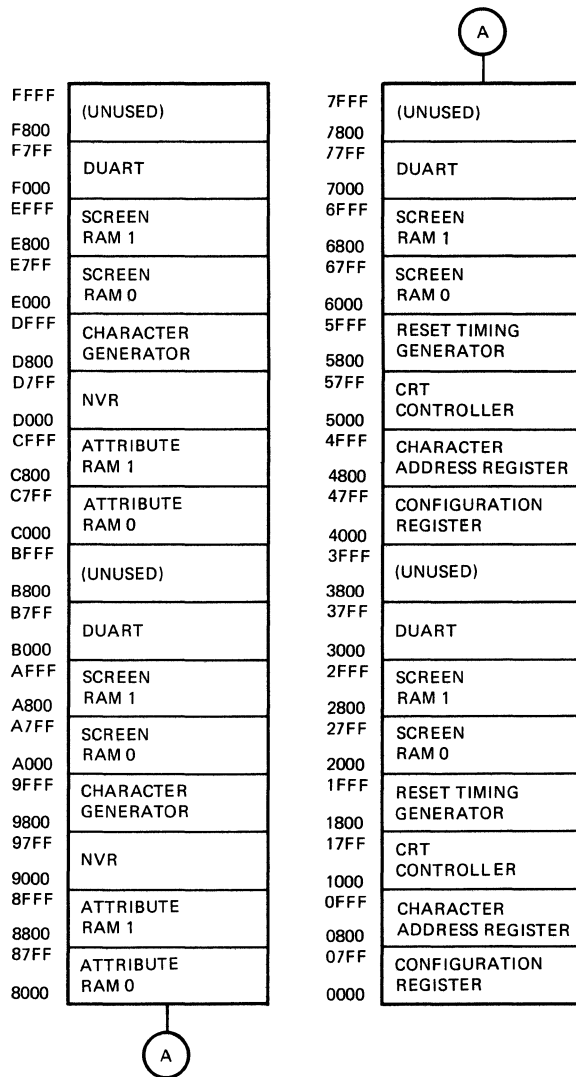 FFFF
(UNUSED)
F800
F7FF
DUART
F000
EFFF
SCREEN
RAM 1
E800
E7FF
SCREEN
RAM 0
E000
DFFF
CHARACTER
GENERATOR
D800
D7FF
NVR
D000
CFFF
ATTRIBUTE
RAM 1
C800
C7FF
ATTRIBUTE
RAM 0
C000
BFFF
(UNUSED)
B800
B7FF
DUART
B000
AFFF
SCREEN
RAM 1
A800
A7FF
SCREEN
RAM 0
A000
9FFF
CHARACTER
GENERATOR
9800
97FF
NVR
9000
8FFF
ATTRIBUTE
RAM 1
8800
87FF
ATTRIBUTE
RAM 0
8000
A
A
7FFF
(UNUSED)
7800
77FF
DUART
7000
6FFF
SCREEN
RAM 1
6800
67FF
SCREEN
RAM 0
6000
5FFF
RESET TIMING
GENERATOR
5800
57FF
CRT
CONTROLLER
5000
4FFF
CHARACTER
ADDRESS REGISTER
4800
47FF
CONFIGURATION
REGISTER
4000
3FFF
(UNUSED)
3800
37FF
DUART
3000
2FFF
SCREEN
RAM 1
2800
27FF
SCREEN
RAM 0
2000
1FFF
RESET TIMING
GENERATOR
1800
17FF
CRT
CONTROLLER
1000
0FFF
CHARACTER
ADDRESS REGISTER
0800
07FF
CONFIGURATION
REGISTER
0000